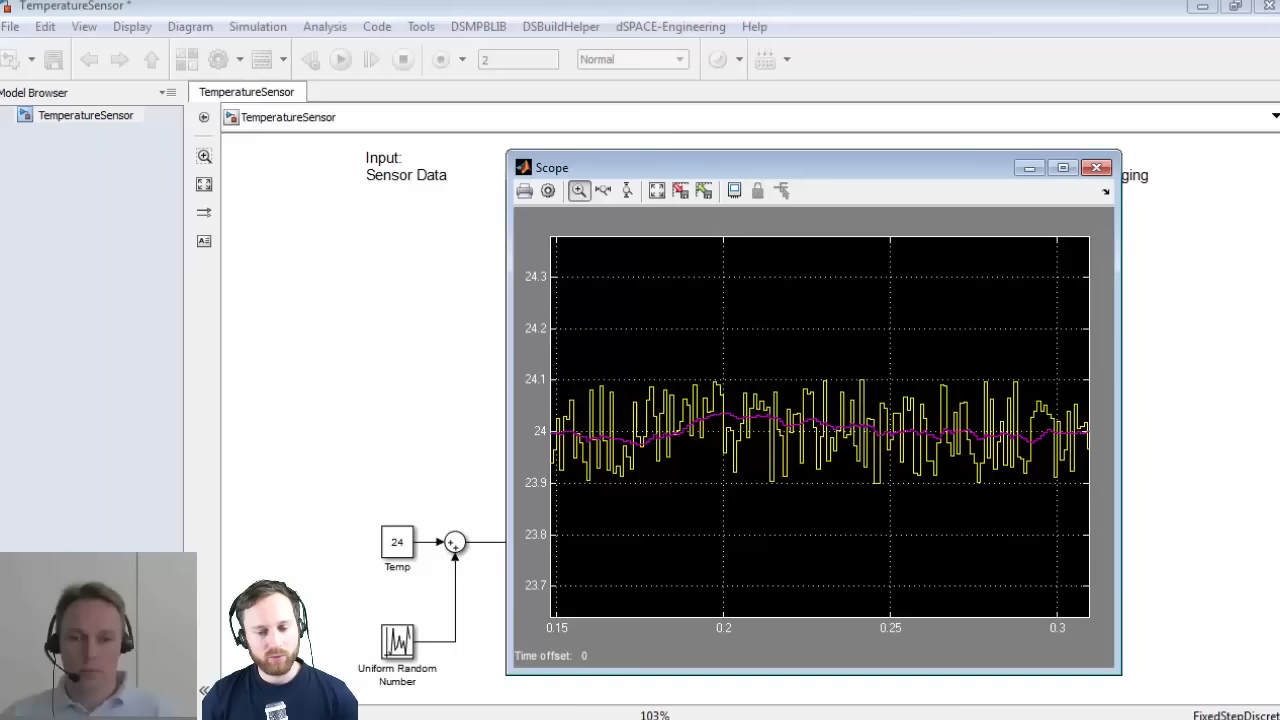 TemperatureSensor *
File Edit View Display Diagram Simulation Analysis Code Tools DSMPBLIB DSBuildHelper dSPACE-Engineering Help
2
Normal
Model Browser
TemperatureSensor
TemperatureSensor
TemperatureSensor
Input:
Sensor Data
ging
Scope
24.3
24.2
24.1
24
23.9
23.8
23.7
0.15 0.2 0.25 0.3
Time offset: 0
24
Temp
Uniform Random
Number
103%
FixedStepDiscret